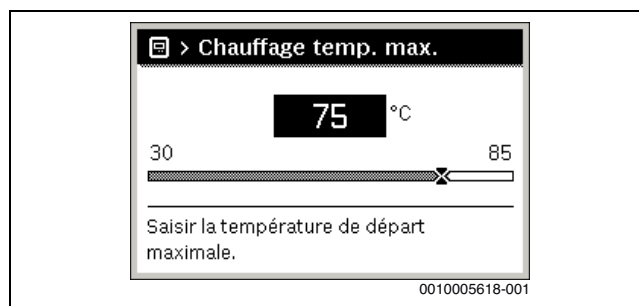 > Chauffage temp. max.
75 °C
30 85
Saisir la température de départ
maximale.
0010005618-001